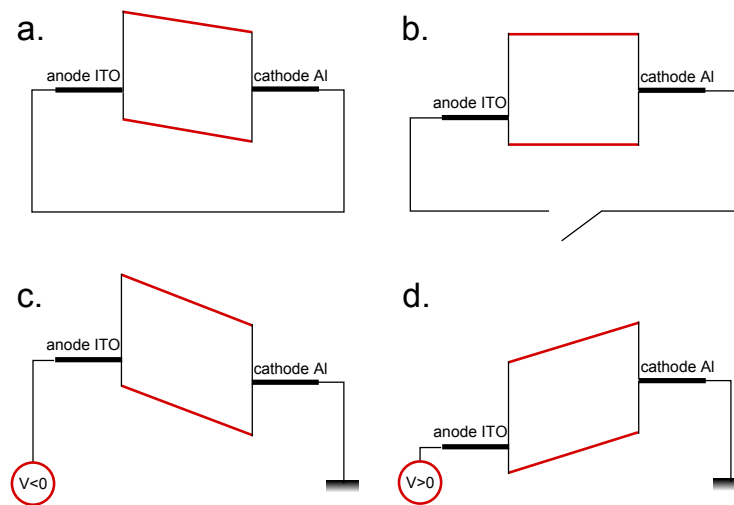 a.
anode ITO
cathode Al
b.
anode ITO
cathode Al
c.
anode ITO
cathode Al
V<0
d.
anode ITO
cathode Al
V>0